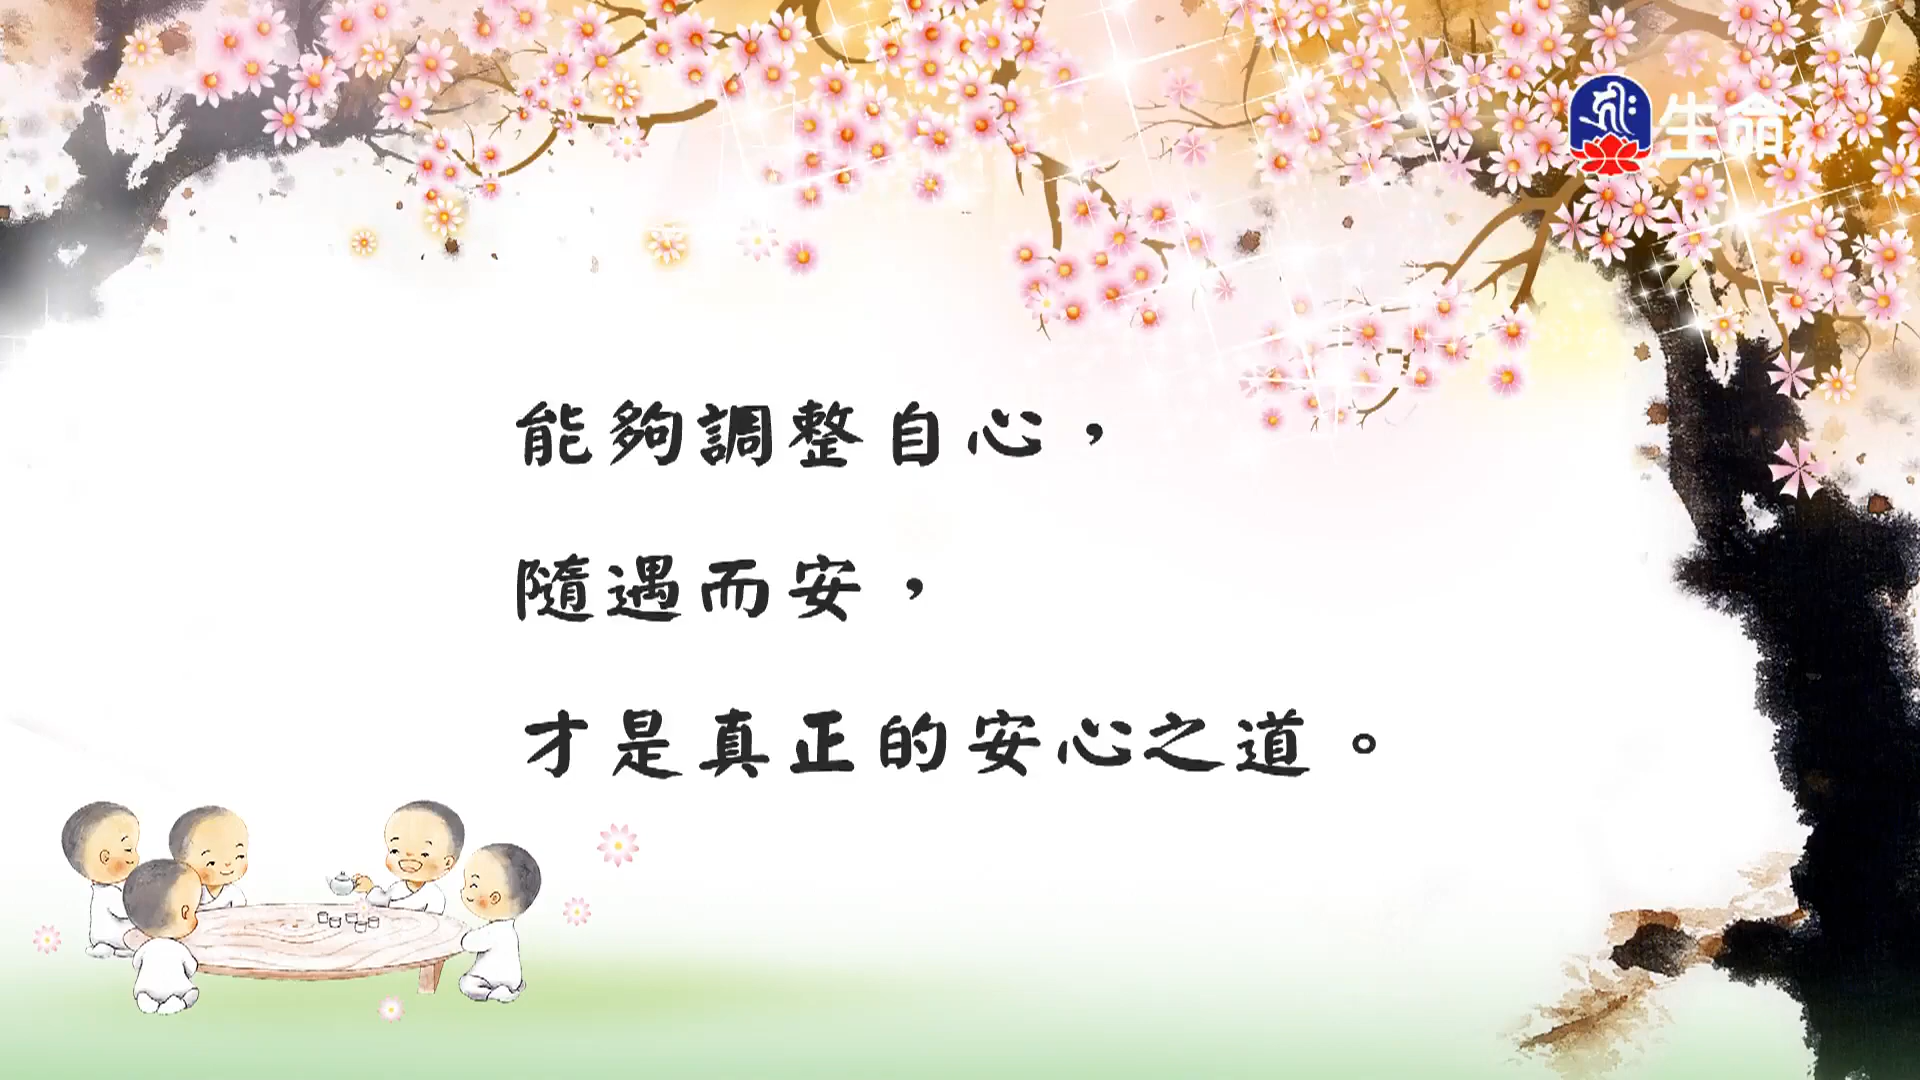 生命
能夠調整自心，
隨遇而安，
才是真正的安心之道。